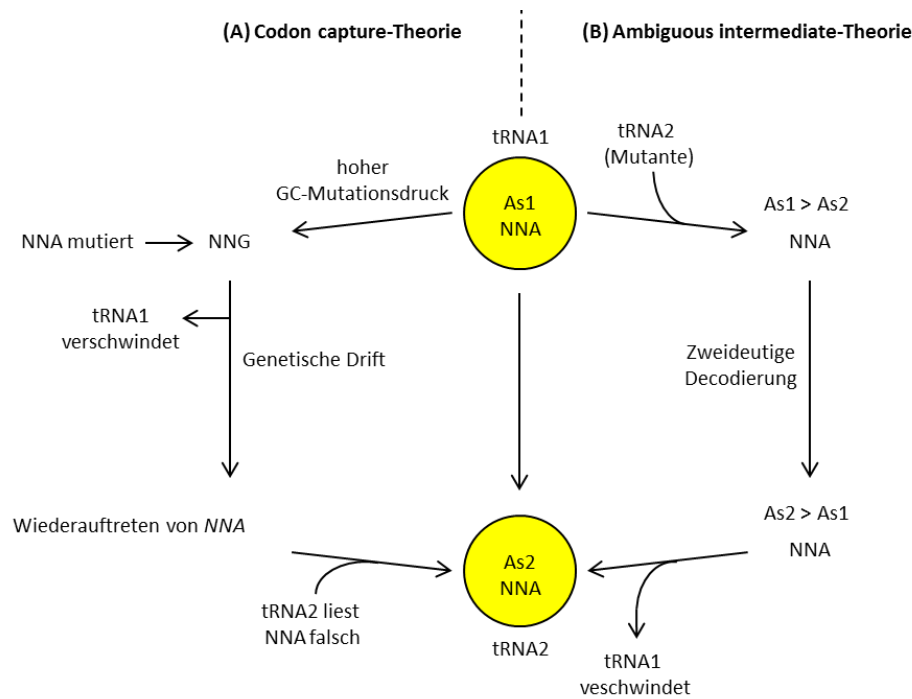 (A) Codon capture-Theorie
(B) Ambiguous intermediate-Theorie
tRNA1
tRNA2
(Mutante)
hoher
GC-Mutationsdruck
As1
NNA
As1 > As2
NNA
NNA mutiert
NNG
tRNA1
verschwindet
Genetische Drift
Zweideutige
Decodierung
Wiederauftreten von NNA
As2 > As1
NNA
As2
NNA
tRNA2 liest
NNA falsch
tRNA2
tRNA1
veschwindet